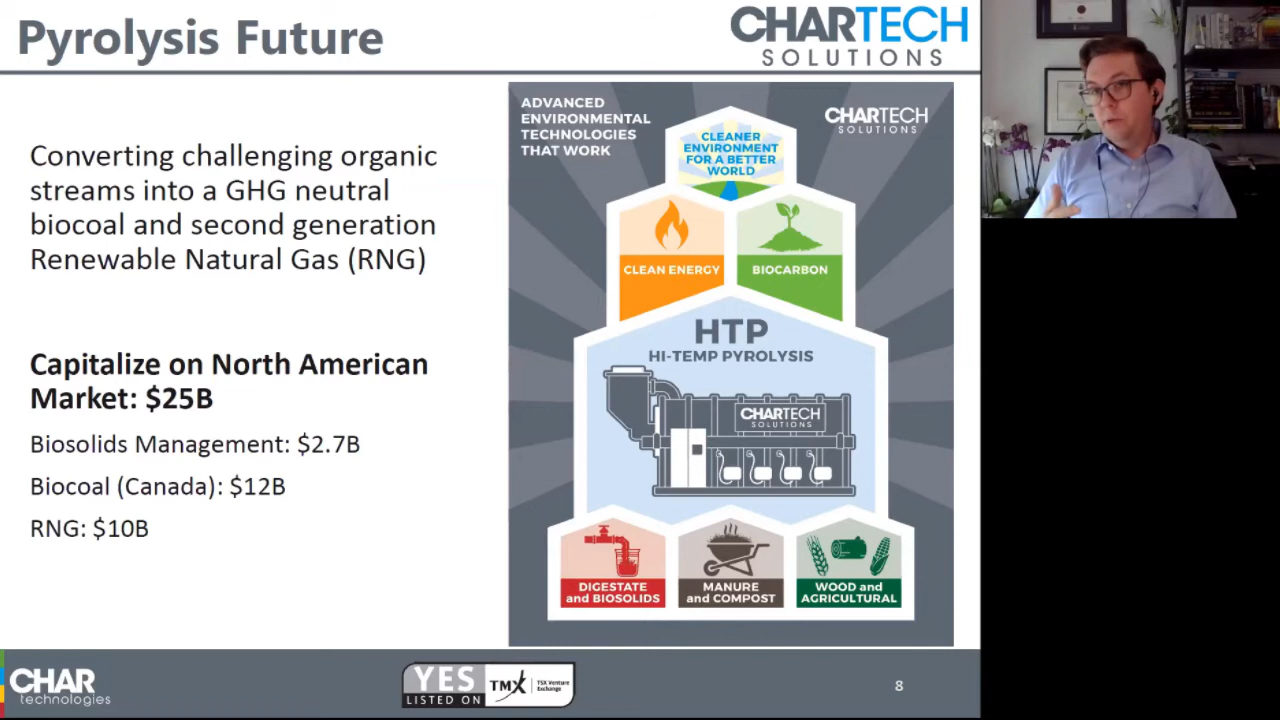 Pyrolysis Future
CHARTECH
SOLUTIONS
Converting challenging organic
streams into a GHG neutral
biocoal and second generation
Renewable Natural Gas (RNG)
Capitalize on North American
Market: $25B
Biosolids Management: $2.7B
Biocoal (Canada): $12B
RNG: $10B
ADVANCED
ENVIRONMENTAL
TECHNOLOGIES
THAT WORK
CHARTECH
SOLUTIONS
CLEANER
ENVIRONMENT
FOR A BETTER
WORLD
CLEAN ENERGY
BIOCARBON
HTP
HI-TEMP PYROLYSIS
CHARTECH
SOLUTIONS
DIGESTATE
and BIOSOLIDS
MANURE
and COMPOST
WOOD and
AGRICULTURAL
CHAR
technologies
YES
LISTED ON
TMX
TSX Venture
Exchange
8